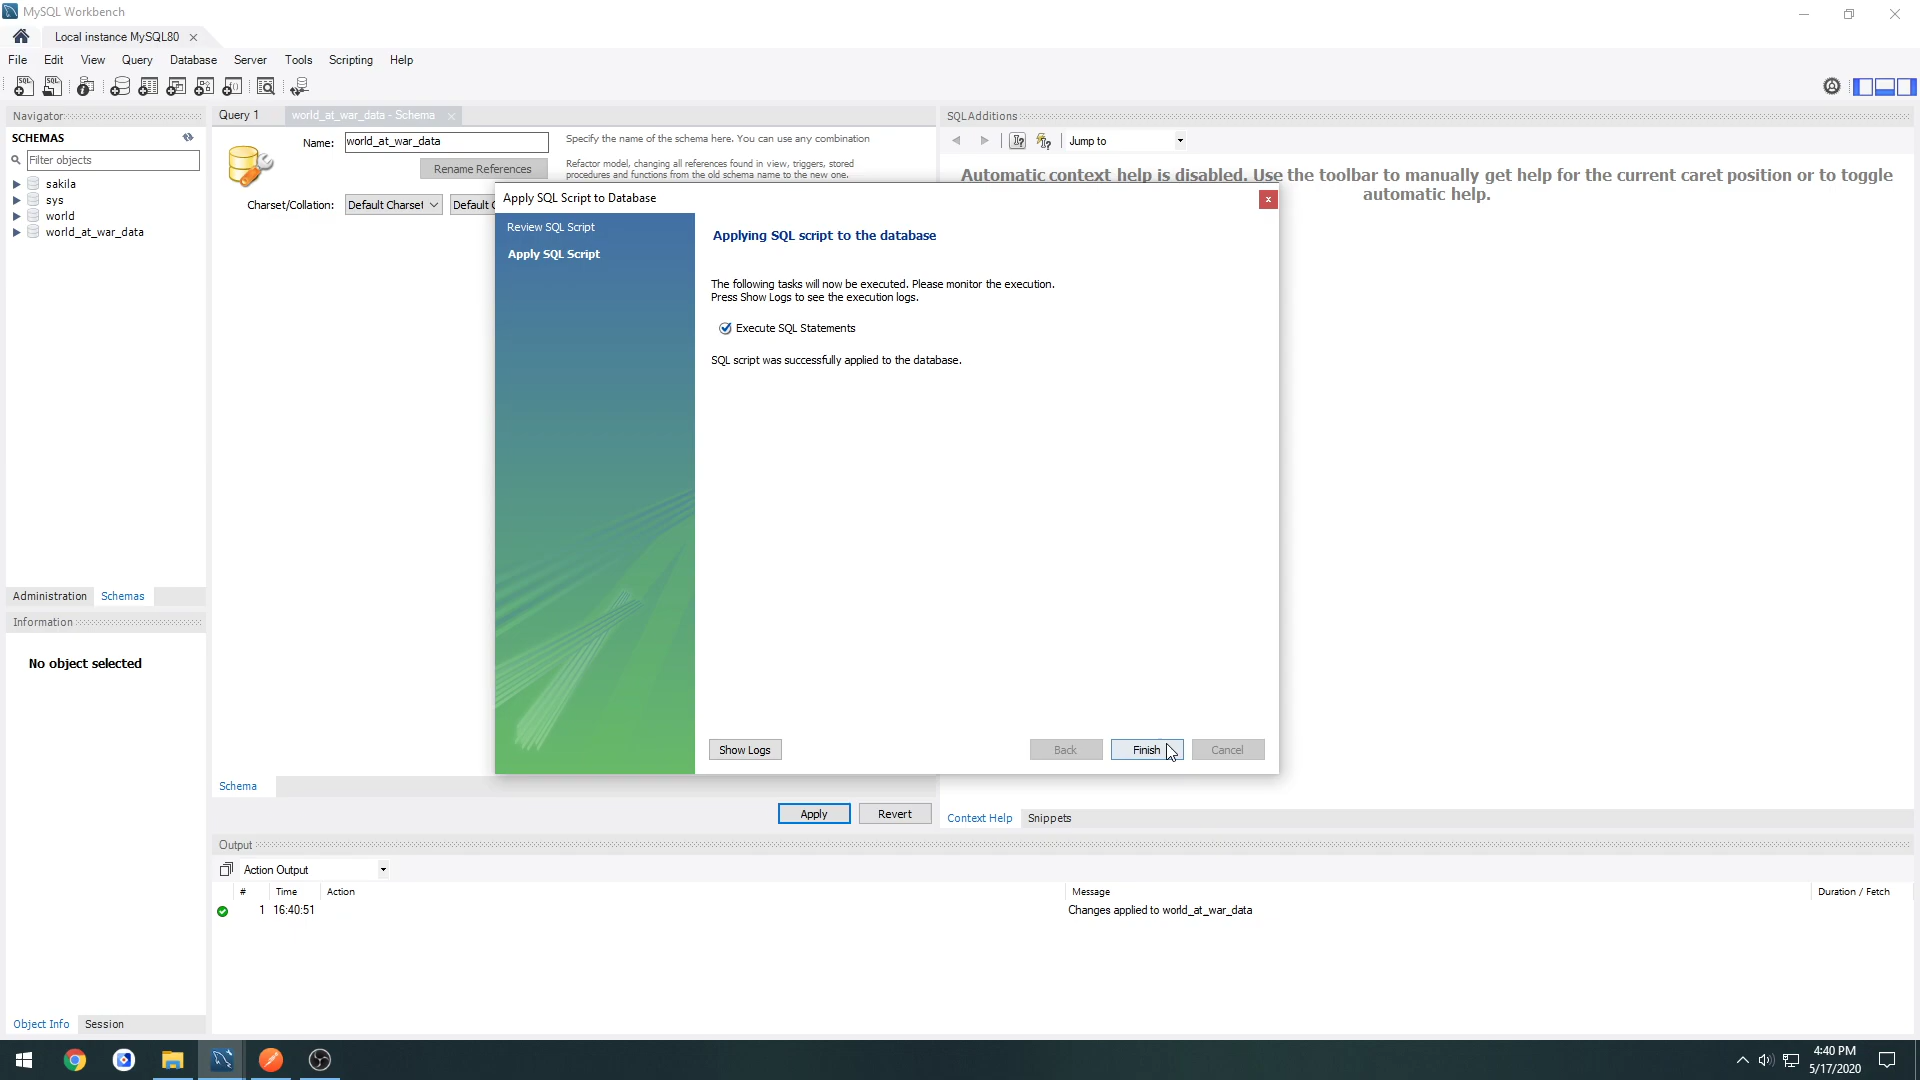 MySQL Workbench
Local instance MySQL80
File Edit View Query Database Server Tools Scripting Help
Navigator
SCHEMAS
Filter objects
sakila
sys
world
world_at_war_data
Administration Schemas
Information
No object selected
Object Info Session
Query 1
world_at_war_data - Schema
Name: world_at_war_data
Specify the name of the schema here. You can use any combination
Rename References
Refactor model, changing all references found in view, triggers, stored
procedures and functions from the old schema name to the new one.
Charset/Collation: Default Charset Default C
Apply SQL Script to Database
Review SQL Script
Apply SQL Script
Applying SQL script to the database
The following tasks will now be executed. Please monitor the execution.
Press Show Logs to see the execution logs.
Execute SQL Statements
SQL script was successfully applied to the database.
Show Logs Back Finish Cancel
Schema
Apply Revert
SQLAdditions
Jump to
Automatic context help is disabled. Use the toolbar to manually get help for the current caret position or to toggle
automatic help.
Context Help Snippets
Output
Action Output
# Time Action Message Duration / Fetch
1 16:40:51 Changes applied to world_at_war_data
4:40 PM
5/17/2020